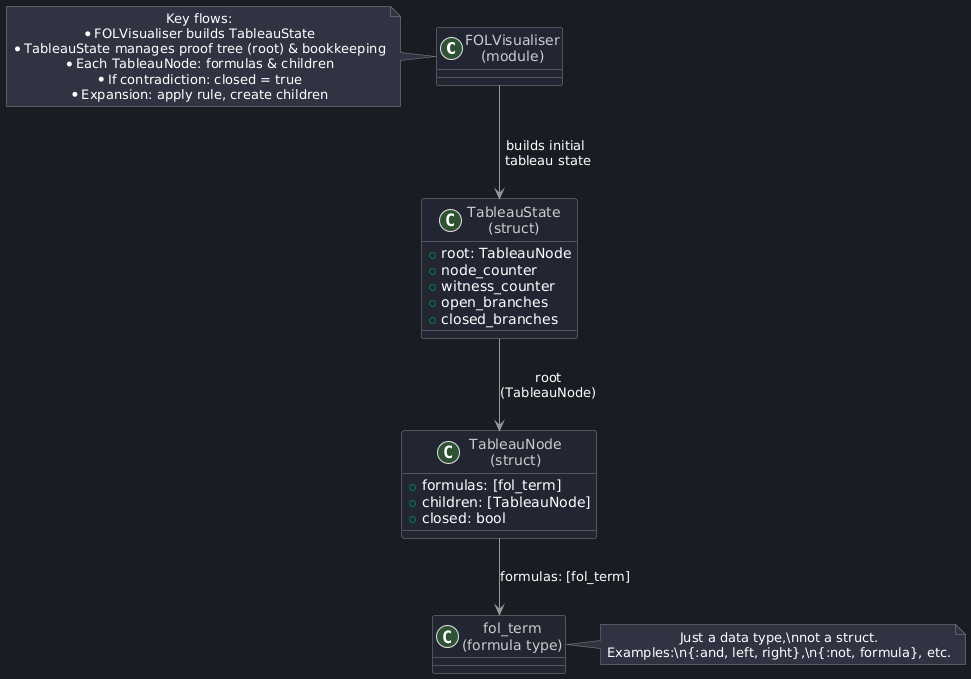 Key flows:
• FOLVisualiser builds TableauState
• TableauState manages proof tree (root) & bookkeeping
• Each TableauNode: formulas & children
• If contradiction: closed = true
• Expansion: apply rule, create children
C FOLVisualiser
(module)
builds initial
tableau state
C TableauState
(struct)
root: TableauNode
node_counter
witness_counter
open_branches
closed_branches
root
(TableauNode)
C TableauNode
(struct)
formulas: [fol_term]
children: [TableauNode]
closed: bool
formulas: [fol_term]
C fol_term
(formula type)
Just a data type,\nnot a struct.
Examples:\n{:and, left, right},\n{:not, formula}, etc.